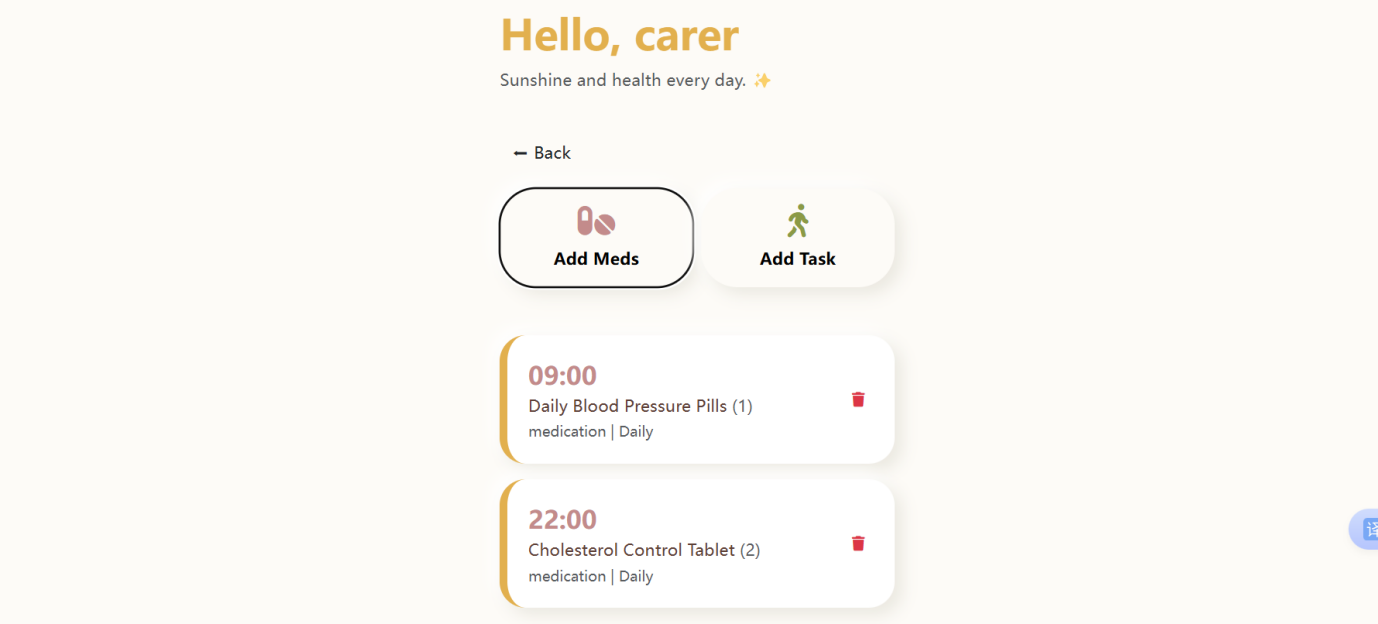 Hello, carer
Sunshine and health every day. ✨
← Back
Add Meds
Add Task
09:00
Daily Blood Pressure Pills (1)
medication | Daily
22:00
Cholesterol Control Tablet (2)
medication | Daily
译